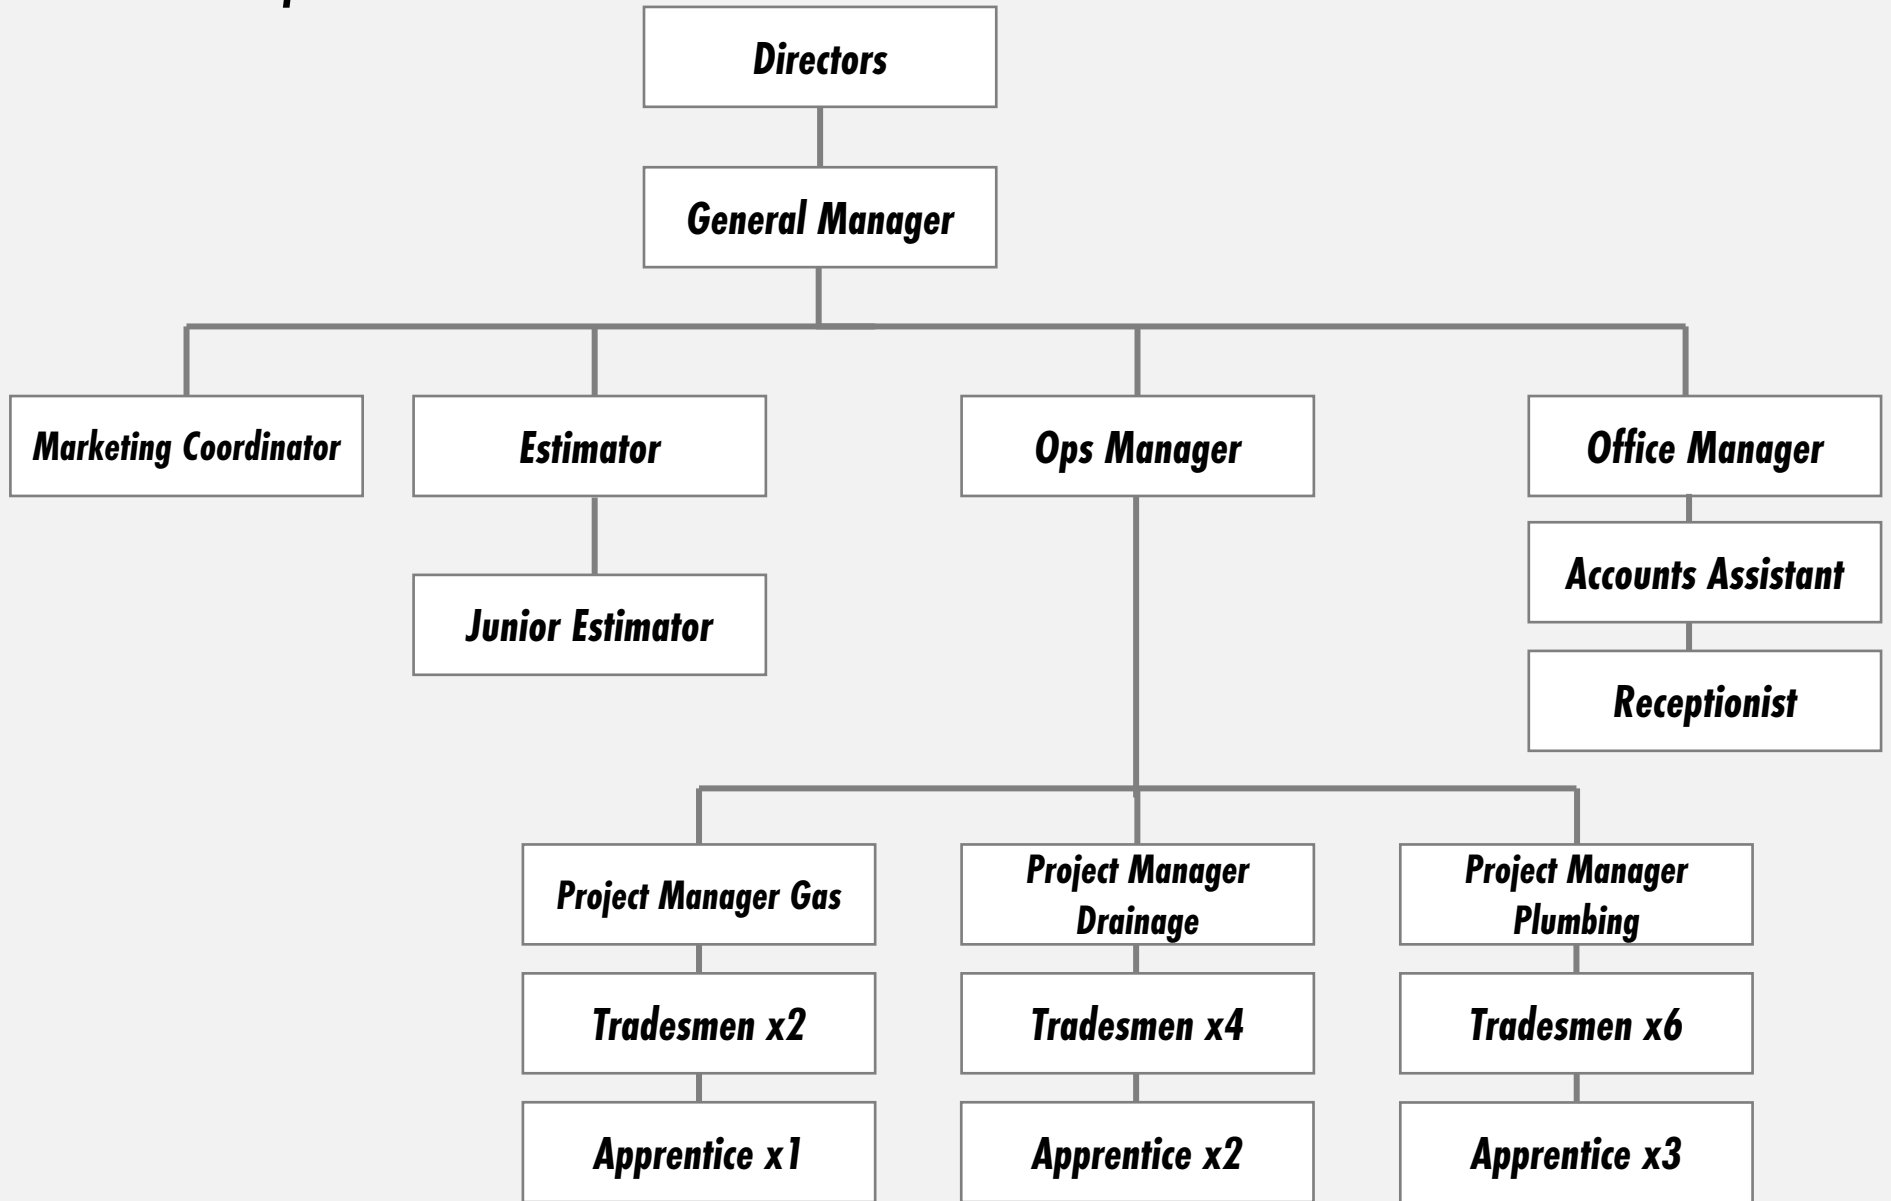 Directors
General Manager
Marketing Coordinator
Estimator
Ops Manager
Office Manager
Accounts Assistant
Junior Estimator
Receptionist
Project Manager Gas
Project Manager
Drainage
Project Manager
Plumbing
Tradesmen x2
Tradesmen x4
Tradesmen x6
Apprentice x1
Apprentice x2
Apprentice x3